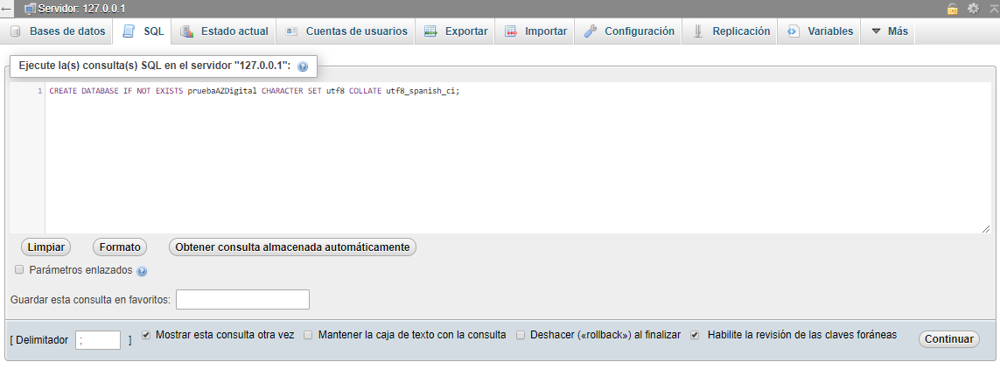 Servidor: 127.0.0.1
Bases de datos SQL Estado actual Cuentas de usuarios Exportar Importar Configuración Replicación Variables Más
Ejecute la(s) consulta(s) SQL en el servidor "127.0.0.1":
1 CREATE DATABASE IF NOT EXISTS pruebaAZDigital CHARACTER SET utf8 COLLATE utf8_spanish_ci;
Limpiar Formato Obtener consulta almacenada automáticamente
Parámetros enlazados
Guardar esta consulta en favoritos:
[ Delimitador ; ] Mostrar esta consulta otra vez Mantener la caja de texto con la consulta Deshacer («rollback») al finalizar Habilite la revisión de las claves foráneas Continuar